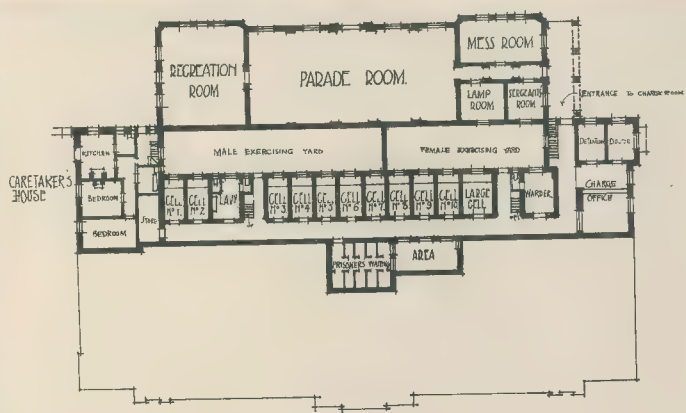 MESS ROOM
RECREATION
ROOM
PARADE ROOM.
LAMP
ROOM
SERGEANTS
ROOM
ENTRANCE TO CHARGE ROOM
KITCHEN
MALE EXERCISING YARD
FEMALE EXERCISING YARD
DETENTION
CARETAKER'S
HOUSE
BEDROOM
BEDROOM
STORE
CELL
Nº 1.
CELL
Nº 2
LAVY
CELL
Nº 3
CELL
Nº 4
CELL
Nº 5
CELL
Nº 6
CELL
Nº 7
CELL
Nº 8
CELL
Nº 9
CELL
Nº 10
LARGE
CELL
WARDER
CHARGE
OFFICE
PRISONERS WAITING
AREA